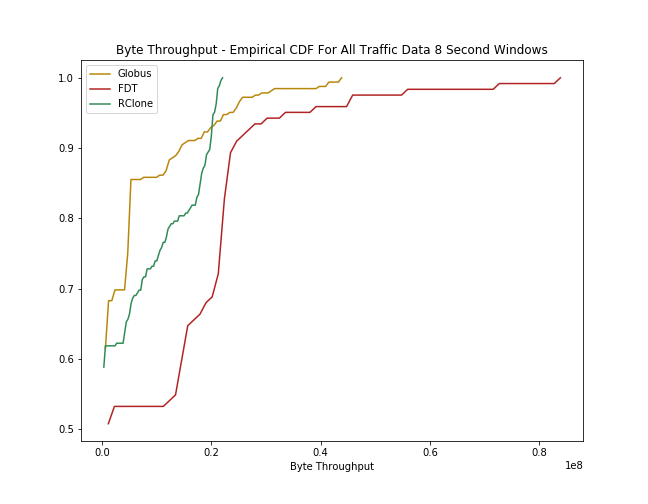 Byte Throughput - Empirical CDF For All Traffic Data 8 Second Windows
Globus
FDT
RClone
1.0
0.9
0.8
0.7
0.6
0.5
0.0 0.2 0.4 0.6 0.8
1e8
Byte Throughput